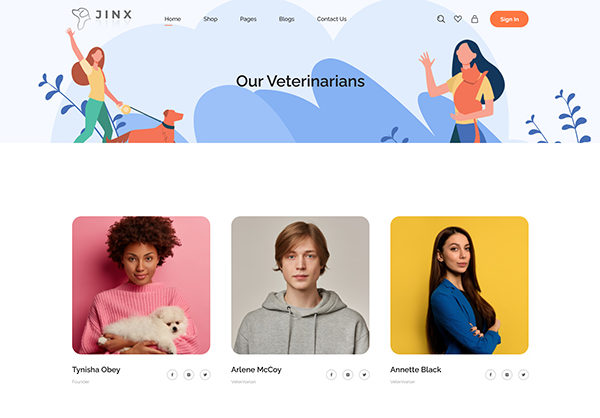 JINX
Home Shop Pages Blogs Contact Us Sign In
Our Veterinarians
Tynisha Obey
Founder
Arlene McCoy
Veterinarian
Annette Black
Veterinarian